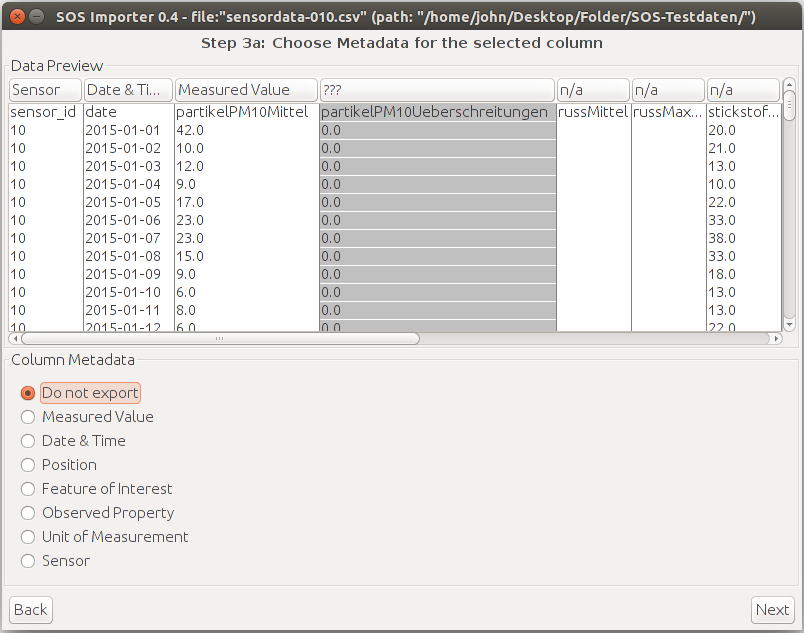 SOS Importer 0.4 - file:"sensordata-010.csv" (path: "/home/john/Desktop/Folder/SOS-Testdaten/")
Step 3a: Choose Metadata for the selected column
Data Preview
Sensor Date & Ti... Measured Value ??? n/a n/a n/a
sensor_id date partikelPM10Mittel partikelPM10Ueberschreitungen russMittel russMax... stickstof...
10 2015-01-01 42.0 0.0 20.0
10 2015-01-02 10.0 0.0 21.0
10 2015-01-03 12.0 0.0 13.0
10 2015-01-04 9.0 0.0 10.0
10 2015-01-05 17.0 0.0 22.0
10 2015-01-06 23.0 0.0 33.0
10 2015-01-07 23.0 0.0 38.0
10 2015-01-08 15.0 0.0 33.0
10 2015-01-09 9.0 0.0 18.0
10 2015-01-10 6.0 0.0 13.0
10 2015-01-11 8.0 0.0 13.0
10 2015-01-12 6.0 0.0 22.0
Column Metadata
Do not export
Measured Value
Date & Time
Position
Feature of Interest
Observed Property
Unit of Measurement
Sensor
Back Next